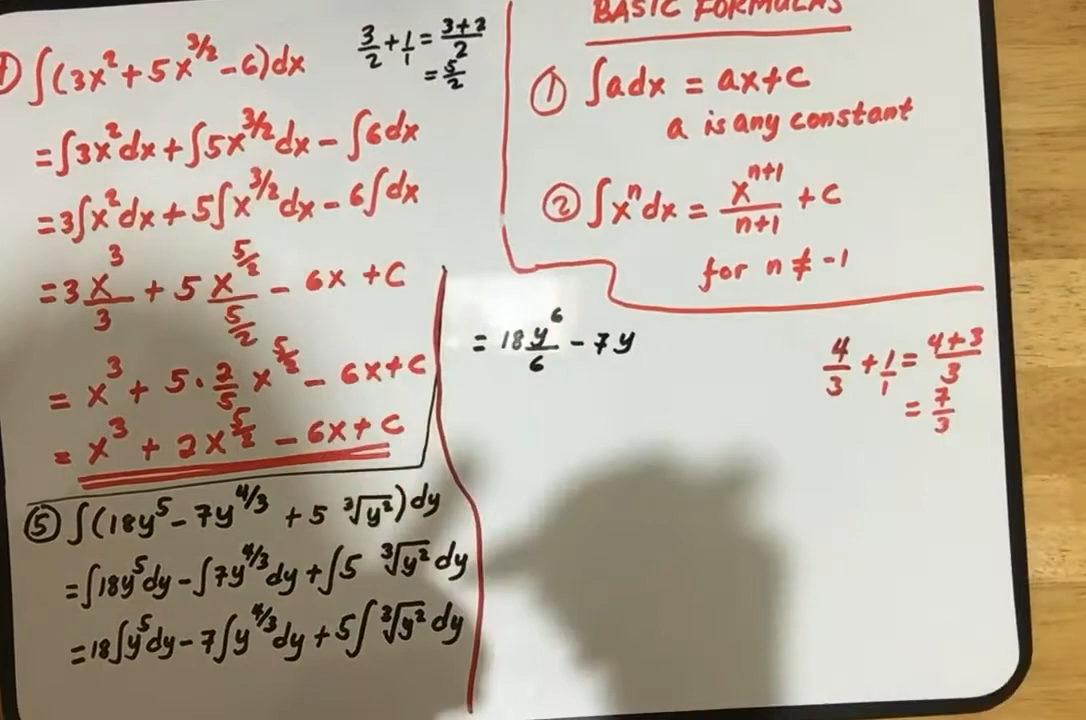 4) ∫(3x² + 5x^3/2 - 6)dx
3/2 + 1/1 = 3+2/2
= 5/2
= ∫3x²dx + ∫5x^3/2 dx - ∫6dx
= 3∫x²dx + 5∫x^3/2 dx - 6∫dx
= 3 x³/3 + 5 x^5/2 / 5/2 - 6x + C
= x³ + 5 · 2/5 x^5/2 - 6x + C
= x³ + 2x^5/2 - 6x + C
⑤ ∫(18y⁵ - 7y^4/3 + 5 ³√y²) dy
= ∫18y⁵dy - ∫7y^4/3 dy + ∫5 ³√y² dy
= 18∫y⁵dy - 7∫y^4/3 dy + 5∫ ³√y² dy
BASIC FORMULAS
① ∫adx = ax + C
a is any constant
② ∫xⁿdx = x^n+1 / n+1 + C
for n ≠ -1
= 18 y⁶/6 - 7 y
4/3 + 1/1 = 4+3/3
= 7/3